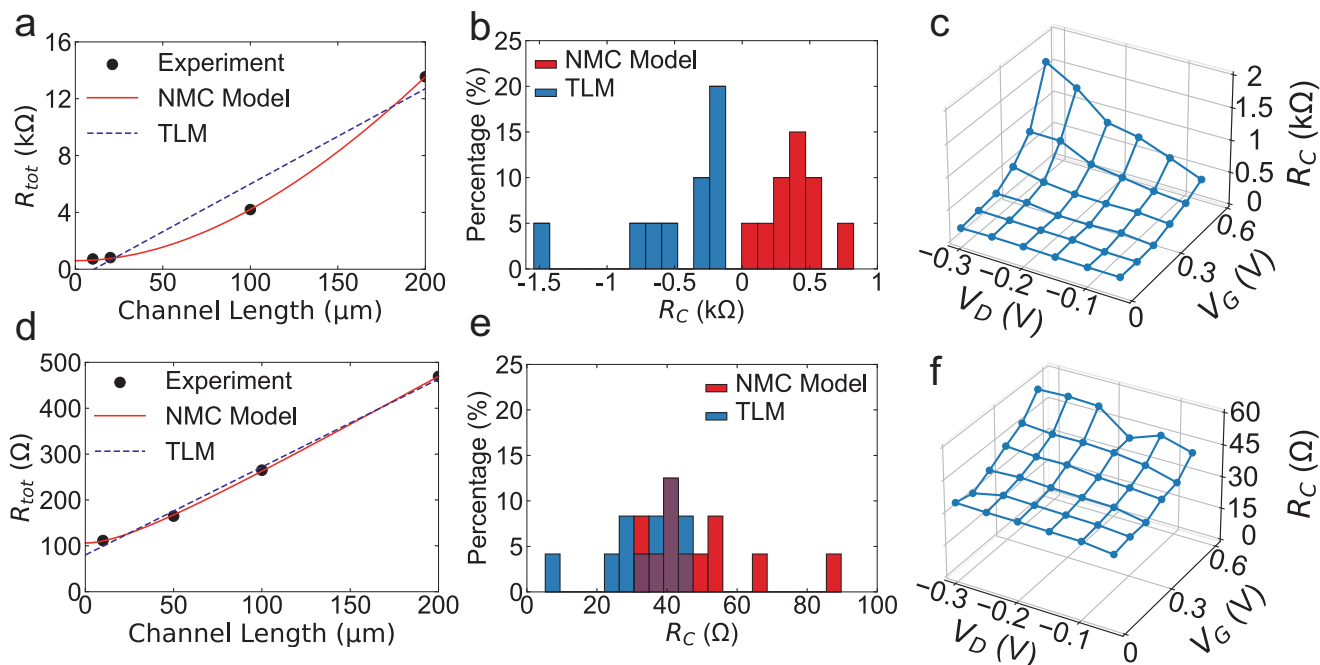 a
16
12
8
4
0
R_tot (kΩ)
Experiment
NMC Model
TLM
0 50 100 150 200
Channel Length (μm)
b
25
20
15
10
5
0
Percentage (%)
NMC Model
TLM
-1.5 -1 -0.5 0 0.5 1
R_C (kΩ)
c
2
1.5
1
0.5
0
R_C (kΩ)
−0.3 −0.2 −0.1 0
V_D (V)
0.3 0.6
V_G (V)
d
500
400
300
200
100
0
R_tot (Ω)
Experiment
NMC Model
TLM
0 50 100 150 200
Channel Length (μm)
e
25
20
15
10
5
0
Percentage (%)
NMC Model
TLM
0 20 40 60 80 100
R_C (Ω)
f
60
45
30
15
0
R_C (Ω)
−0.3 −0.2 −0.1 0
V_D (V)
0.3 0.6
V_G (V)